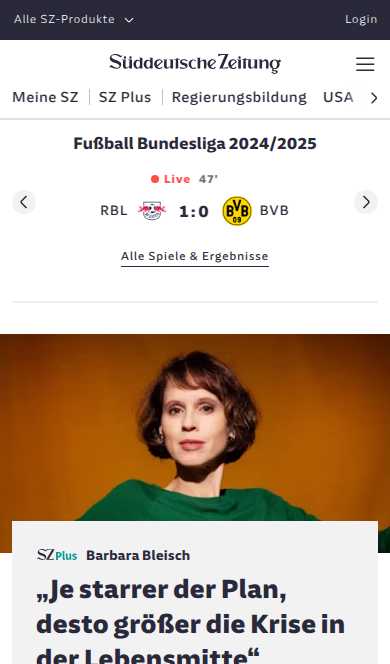 Alle SZ-Produkte
Login
Süddeutsche Zeitung
Meine SZ
SZ Plus
Regierungsbildung
USA
Fußball Bundesliga 2024/2025
Live 47'
RBL 1:0 BVB 09 BVB
Alle Spiele & Ergebnisse
SZ Plus Barbara Bleisch
„Je starrer der Plan,
desto größer die Krise in
der Lebensmitte“